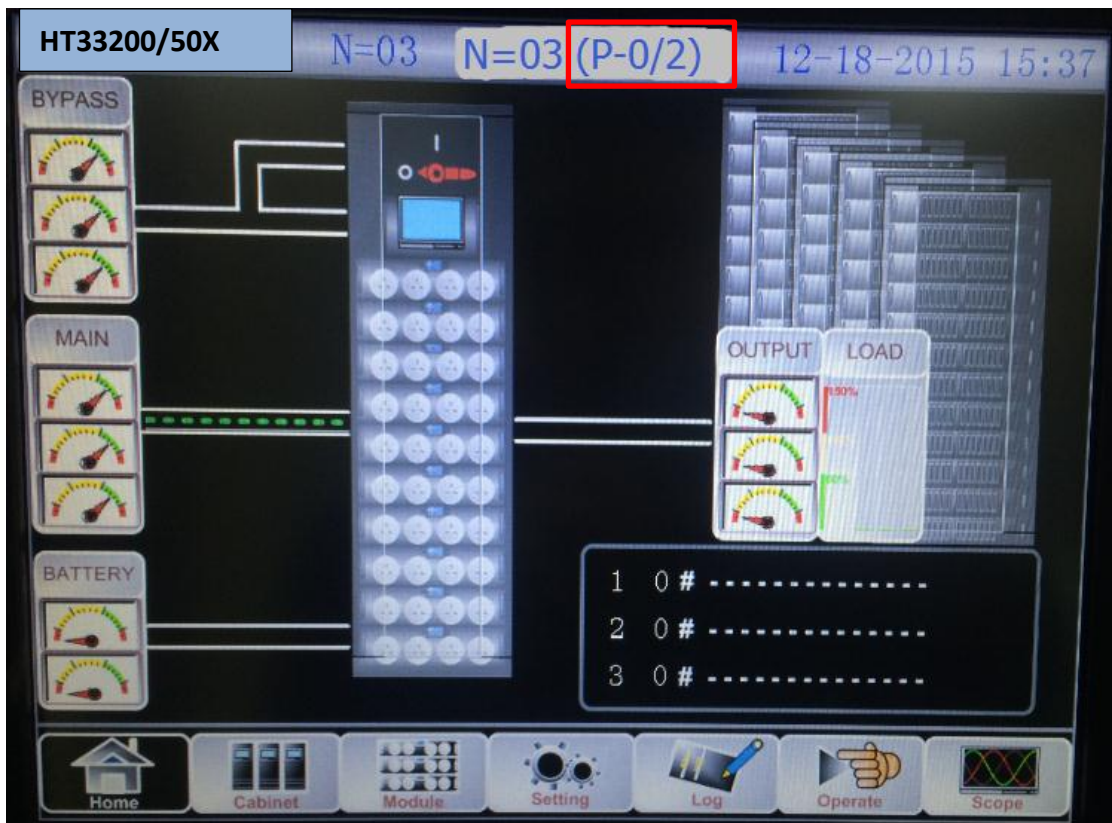 HT33200/50X
N=03
N=03 (P-0/2)
12-18-2015 15:37
BYPASS
MAIN
OUTPUT LOAD
150%
BATTERY
1 0# --------------
2 0# --------------
3 0# --------------
Home Cabinet Module Setting Log Operate Scope